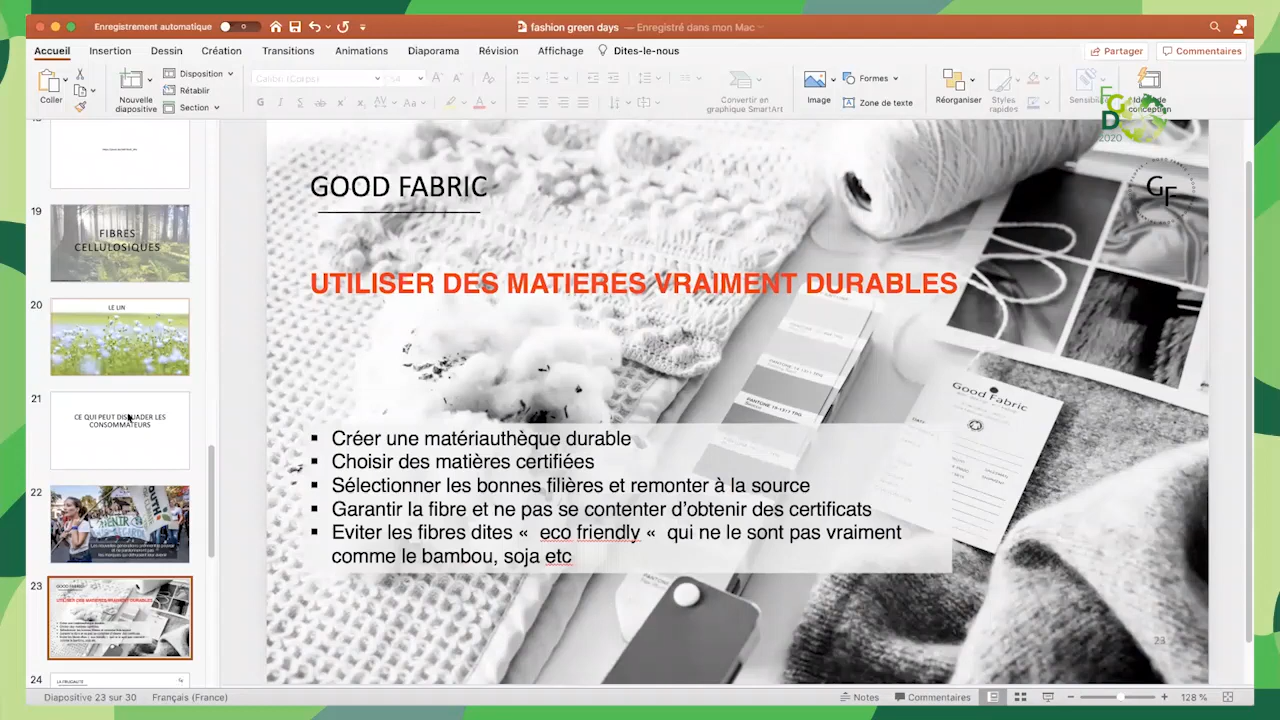 Enregistrement automatique
fashion green days — Enregistré dans mon Mac
Accueil Insertion Dessin Création Transitions Animations Diaporama Révision Affichage Dites-le-nous
Partager Commentaires
Coller
Nouvelle diapositive
Disposition
Rétablir
Section
Calibri (Corps)
Convertir en graphique SmartArt
Image
Formes
Zone de texte
Réorganiser
Styles rapides
conception
FGD
2020
19
FIBRES
CELLULOSIQUES
20
LE LIN
21
CE QUI PEUT DISSUADER LES
CONSOMMATEURS
22
23
24
LA FRUGALITE
GOOD FABRIC
GF
UTILISER DES MATIERES VRAIMENT DURABLES
Good Fabric
▪ Créer une matériauthèque durable
▪ Choisir des matières certifiées
▪ Sélectionner les bonnes filières et remonter à la source
▪ Garantir la fibre et ne pas se contenter d’obtenir des certificats
▪ Eviter les fibres dites « eco friendly « qui ne le sont pas vraiment
comme le bambou, soja etc
23
Diapositive 23 sur 30 Français (France)
Notes Commentaires 128 %